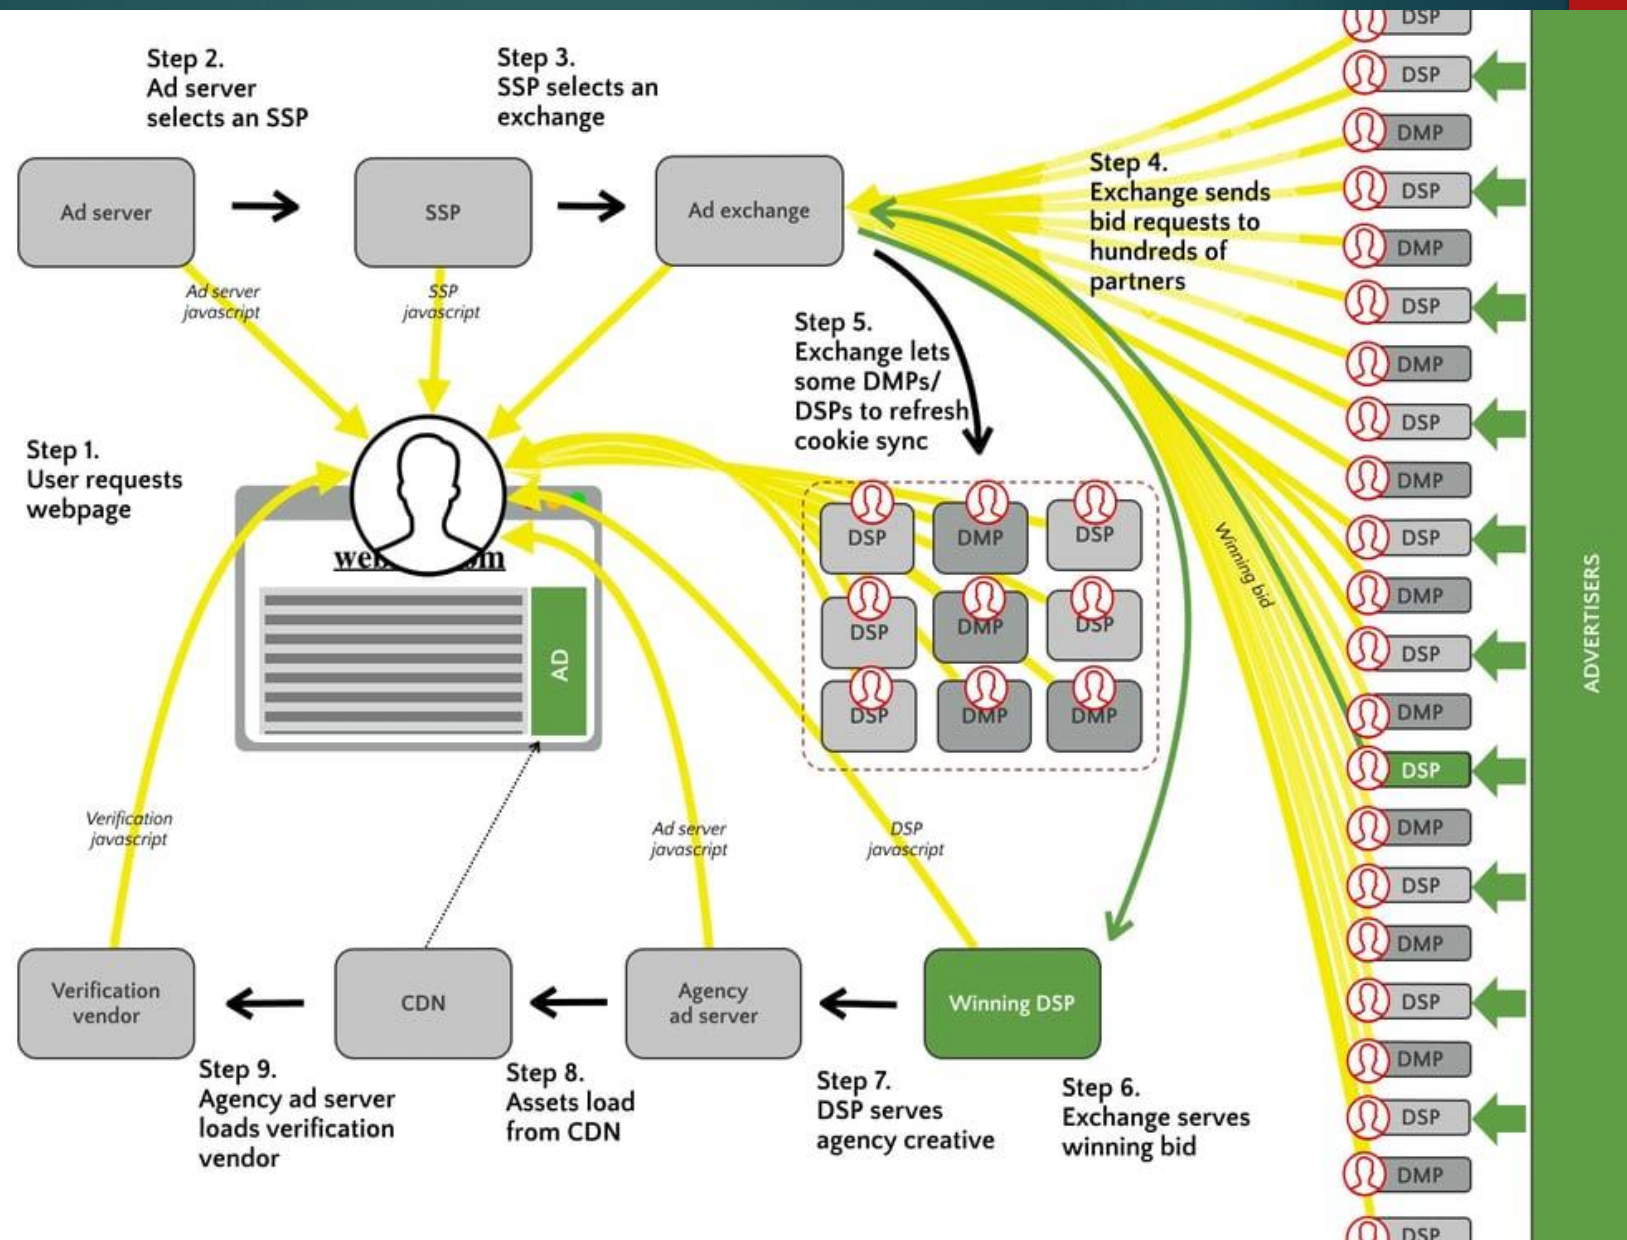 Step 2.
Ad server
selects an SSP
Step 3.
SSP selects an
exchange
Ad server
SSP
Ad exchange
Step 4.
Exchange sends
bid requests to
hundreds of
partners
Ad server
javascript
SSP
javascript
Step 5.
Exchange lets
some DMPs/
DSPs to refresh
cookie sync
Step 1.
User requests
webpage
AD
DSP
DMP
DSP
DSP
DMP
DSP
DSP
DMP
DMP
Winning bid
Verification
javascript
Ad server
javascript
DSP
javascript
Verification
vendor
CDN
Agency
ad server
Winning DSP
Step 9.
Agency ad server
loads verification
vendor
Step 8.
Assets load
from CDN
Step 7.
DSP serves
agency creative
Step 6.
Exchange serves
winning bid
DSP
DSP
DMP
DSP
DMP
DSP
DMP
DSP
DMP
DSP
DMP
DSP
DMP
DSP
DMP
DSP
DMP
DSP
DMP
DSP
DMP
DSP
ADVERTISERS